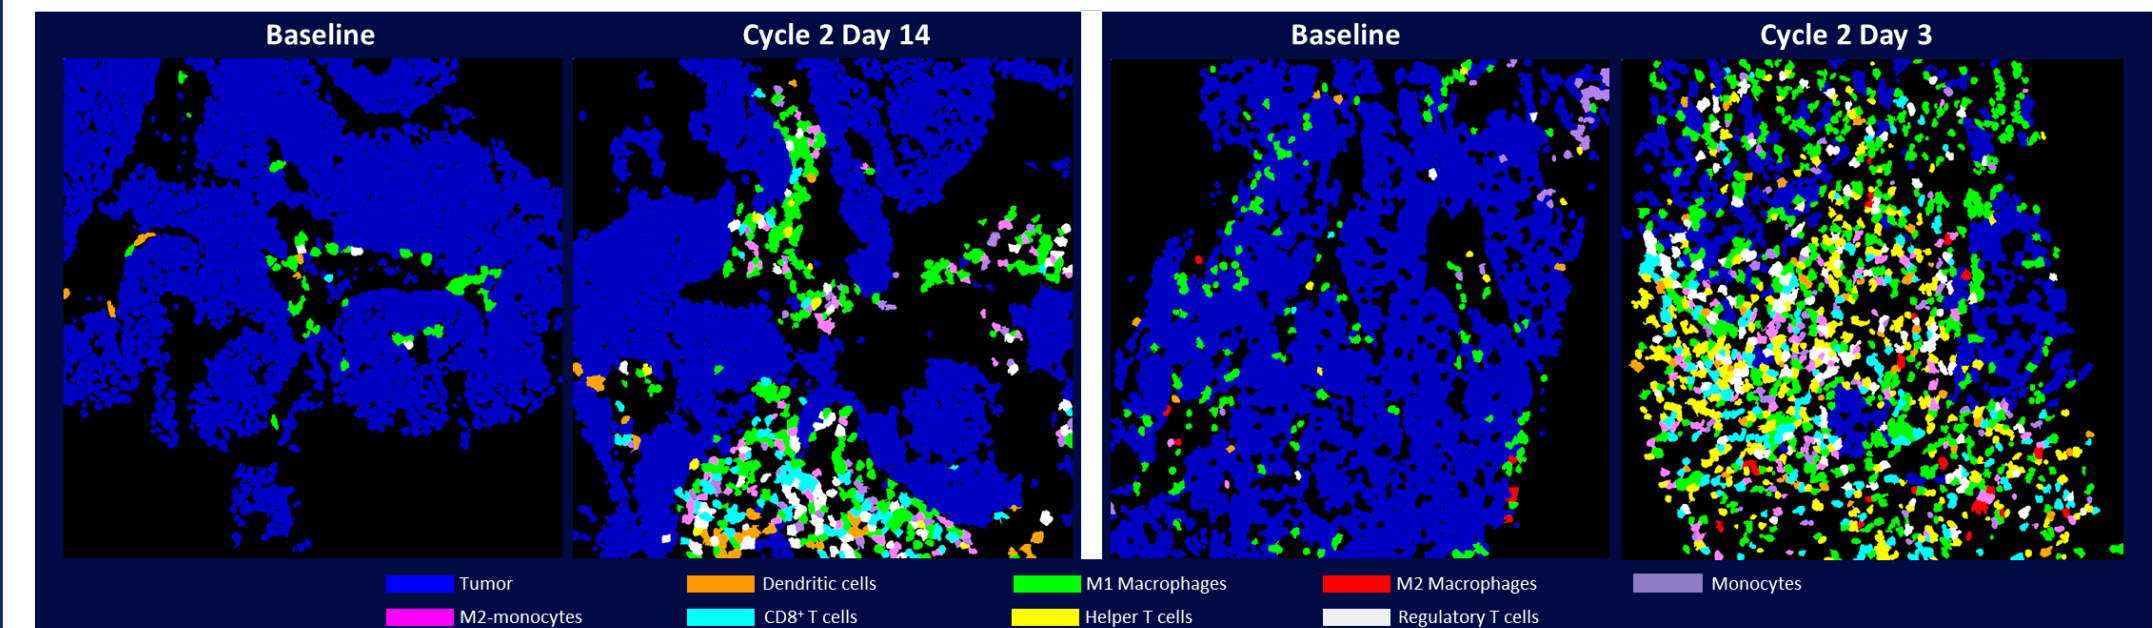 Baseline
Cycle 2 Day 14
Baseline
Cycle 2 Day 3
Tumor
Dendritic cells
M1 Macrophages
M2 Macrophages
Monocytes
M2-monocytes
CD8⁺ T cells
Helper T cells
Regulatory T cells